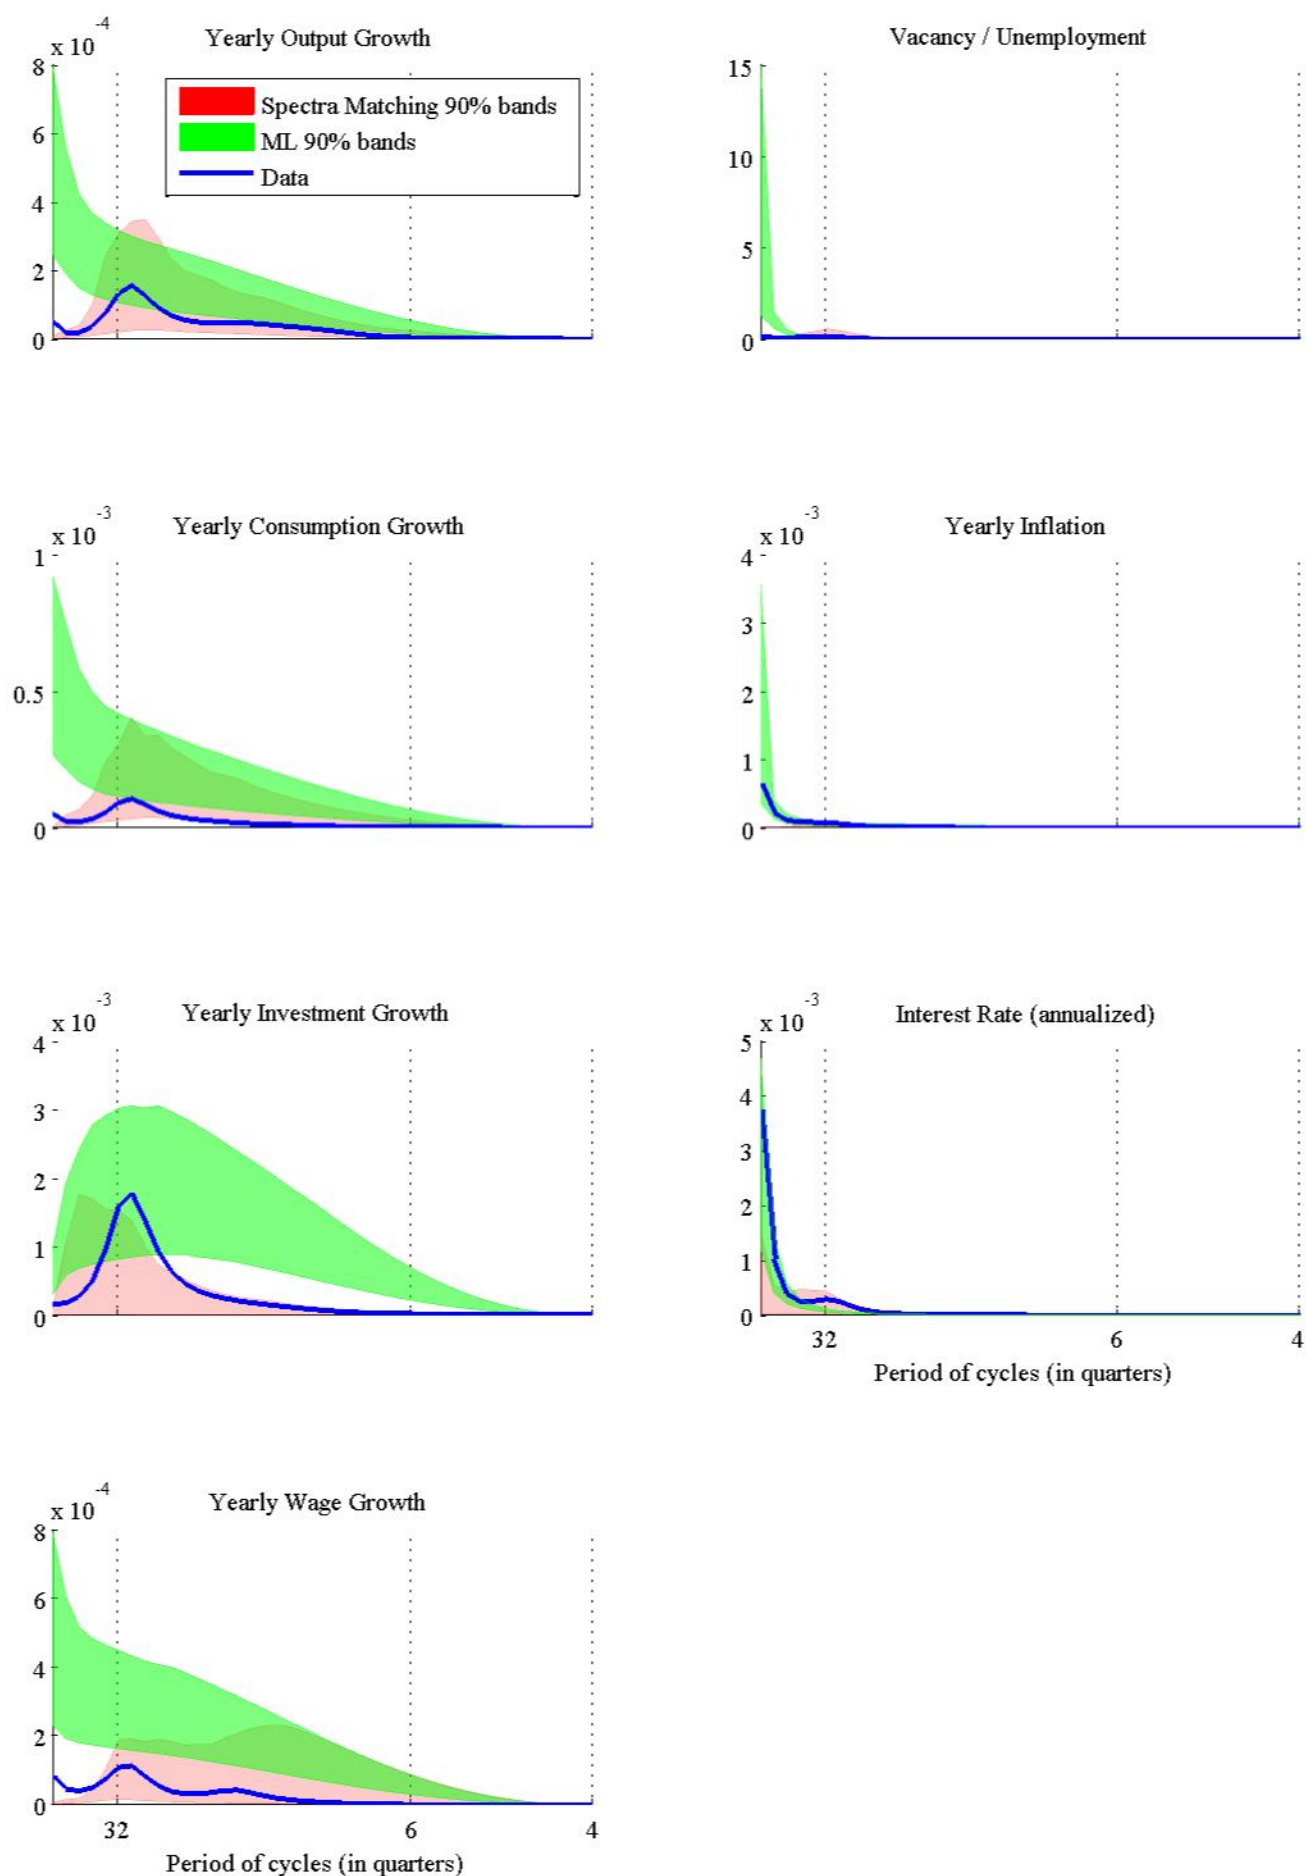 Yearly Output Growth
x 10 -4
8
6
4
2
0
Spectra Matching 90% bands
ML 90% bands
Data
Vacancy / Unemployment
15
10
5
0
Yearly Consumption Growth
x 10 -3
1
0.5
0
Yearly Inflation
x 10 -3
4
3
2
1
0
Yearly Investment Growth
x 10 -3
4
3
2
1
0
Interest Rate (annualized)
x 10 -3
5
4
3
2
1
0
32 6 4
Period of cycles (in quarters)
Yearly Wage Growth
x 10 -4
8
6
4
2
0
32 6 4
Period of cycles (in quarters)